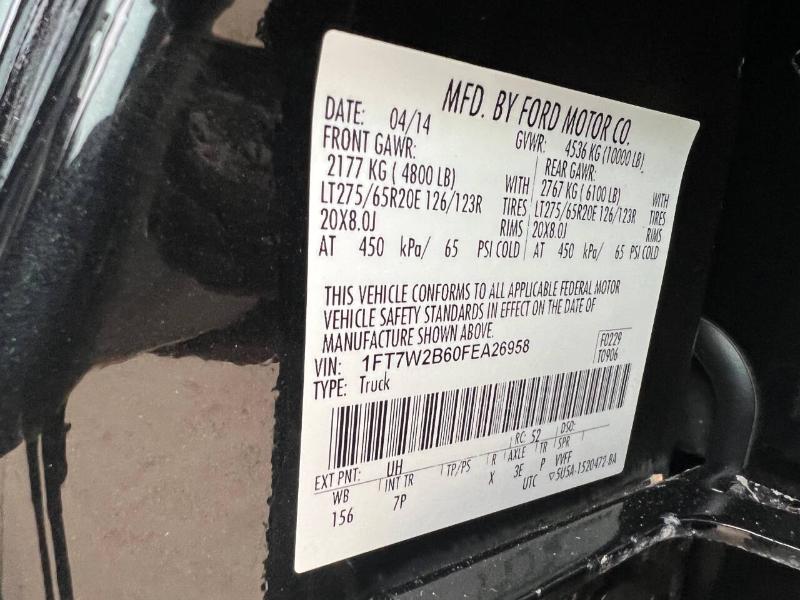 MFD. BY FORD MOTOR CO.
DATE: 04/14 GVWR: 4536 KG (10000 LB)
FRONT GAWR: REAR GAWR:
2177 KG ( 4800 LB) WITH 2767 KG ( 6100 LB) WITH
LT275/65R20E 126/123R TIRES LT275/65R20E 126/123R TIRES
20X8.0J RIMS 20X8.0J RIMS
AT 450 kPa/ 65 PSI COLD AT 450 kPa/ 65 PSI COLD
THIS VEHICLE CONFORMS TO ALL APPLICABLE FEDERAL MOTOR
VEHICLE SAFETY STANDARDS IN EFFECT ON THE DATE OF
MANUFACTURE SHOWN ABOVE.
VIN: 1FT7W2B60FEA26958 F0229
TYPE: Truck T0906
EXT PNT: UH RC: 52 DSO:
WB INT TR TP/PS R AXLE TR SPR
156 7P X 3E P VVFF
UTC ▽5U5A-1520472-BA